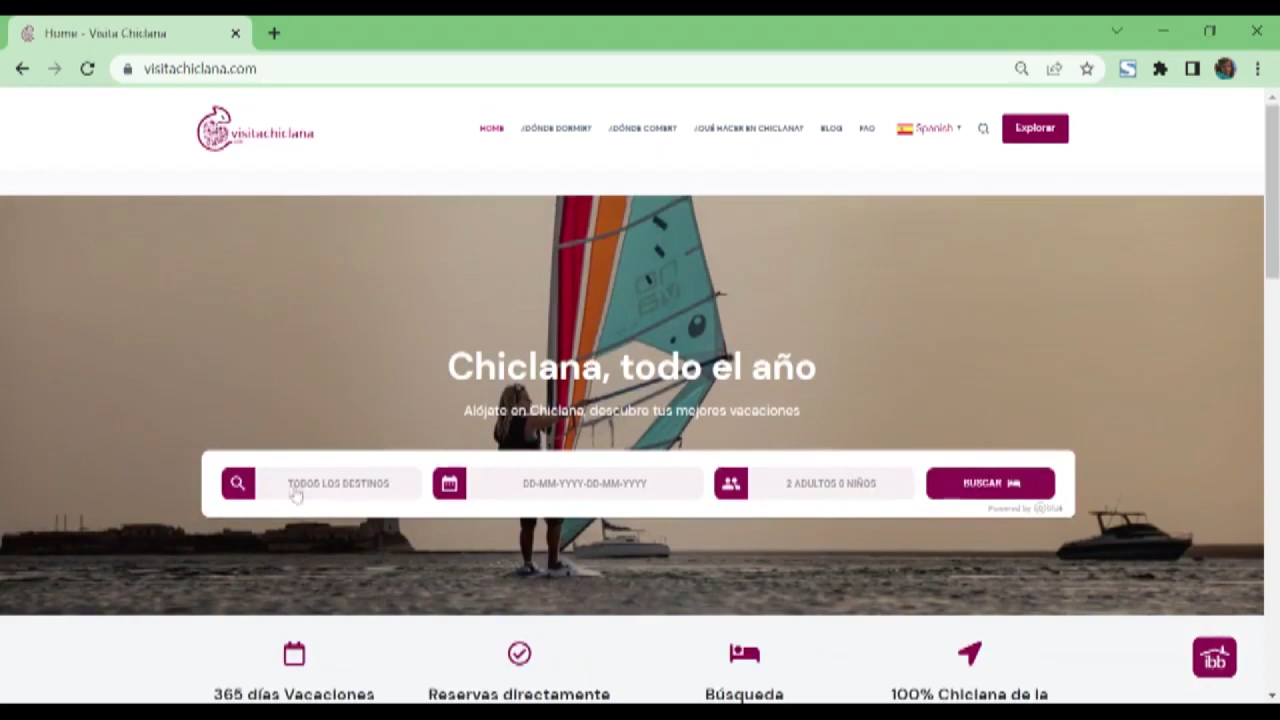 Home - Visita Chiclana
visitachiclana.com
visitachiclana
HOME
¿DÓNDE DORMIR?
¿DÓNDE COMER?
¿QUÉ HACER EN CHICLANA?
BLOG
FAQ
Spanish
Explorar
Chiclana, todo el año
Alójate en Chiclana, descubre tus mejores vacaciones
TODOS LOS DESTINOS
DD-MM-YYYY-DD-MM-YYYY
2 ADULTOS 0 NIÑOS
BUSCAR
Powered by
365 días Vacaciones
Reservas directamente
Búsqueda
100% Chiclana de la
ibb